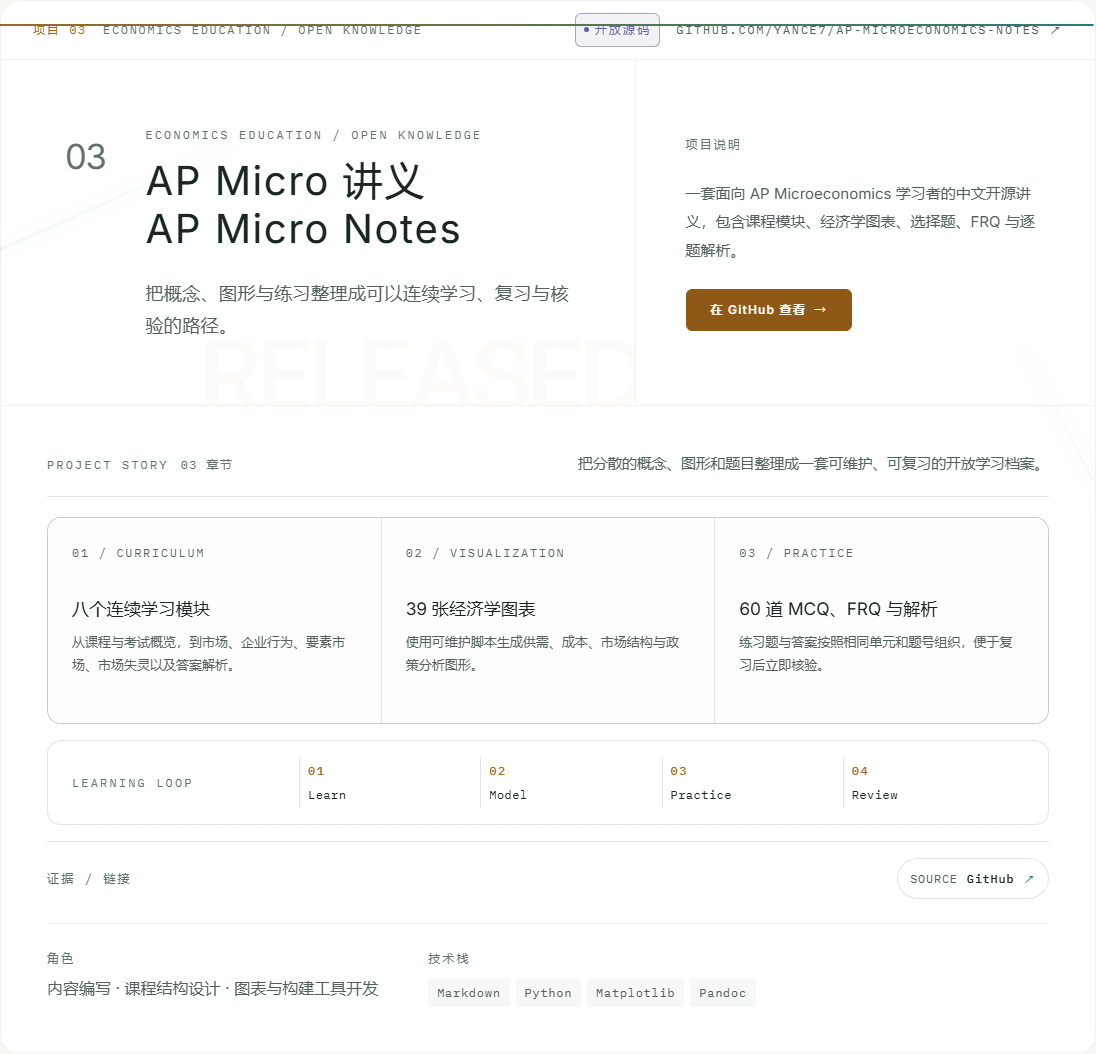 项目 03 ECONOMICS EDUCATION / OPEN KNOWLEDGE
开放源码 GITHUB.COM/YANCE7/AP-MICROECONOMICS-NOTES ↗
03
ECONOMICS EDUCATION / OPEN KNOWLEDGE
AP Micro 讲义
AP Micro Notes
把概念、图形与练习整理成可以连续学习、复习与核
验的路径。
RELEASED
项目说明
一套面向 AP Microeconomics 学习者的中文开源讲
义，包含课程模块、经济学图表、选择题、FRQ 与逐
题解析。
在 GitHub 查看 →
PROJECT STORY 03 章节
把分散的概念、图形和题目整理成一套可维护、可复习的开放学习档案。
01 / CURRICULUM
八个连续学习模块
从课程与考试概览，到市场、企业行为、要素市
场、市场失灵以及答案解析。
02 / VISUALIZATION
39 张经济学图表
使用可维护脚本生成供需、成本、市场结构与政
策分析图形。
03 / PRACTICE
60 道 MCQ、FRQ 与解析
练习题与答案按照相同单元和题号组织，便于复
习后立即核验。
LEARNING LOOP
01
Learn
02
Model
03
Practice
04
Review
证据 / 链接
SOURCE GitHub ↗
角色
内容编写 · 课程结构设计 · 图表与构建工具开发
技术栈
Markdown Python Matplotlib Pandoc